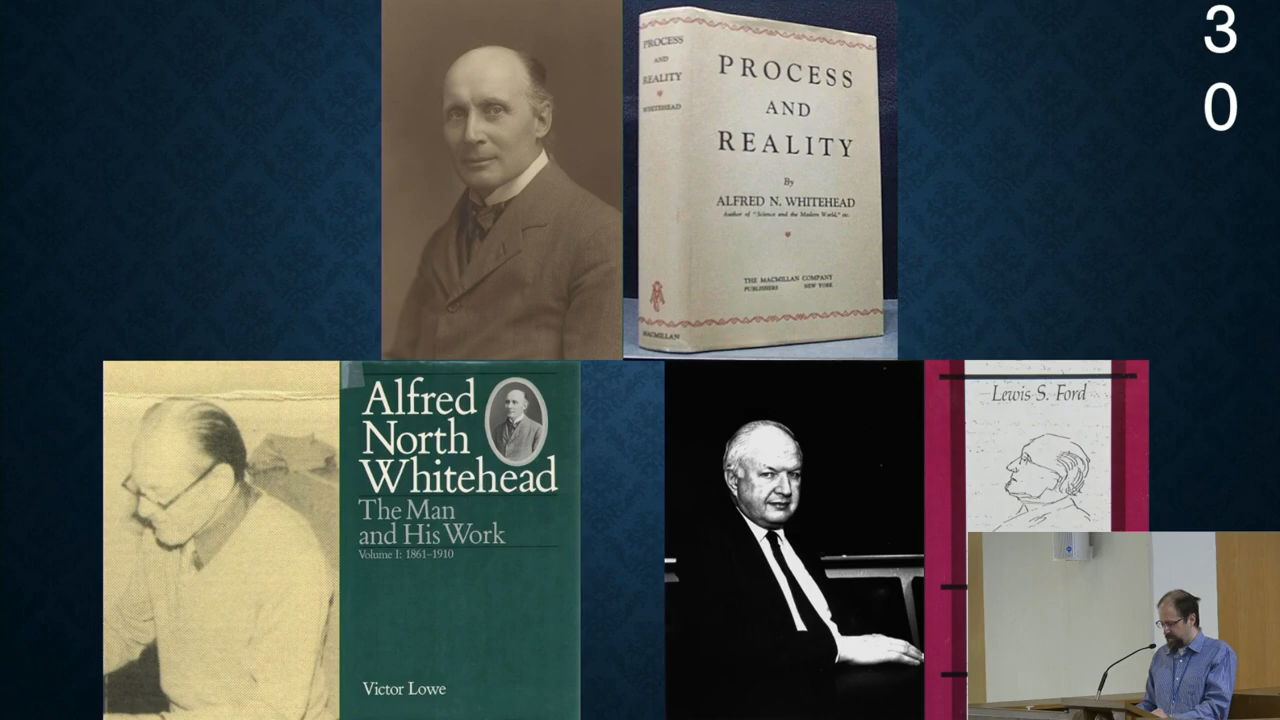 3
0
PROCESS
AND
REALITY
WHITEHEAD
MACMILLAN
PROCESS
AND
REALITY
By
ALFRED N. WHITEHEAD
Author of "Science and the Modern World," etc.
THE MACMILLAN COMPANY
PUBLISHERS NEW YORK
Alfred
North
Whitehead
The Man
and His Work
Volume I: 1861–1910
Victor Lowe
Lewis S. Ford